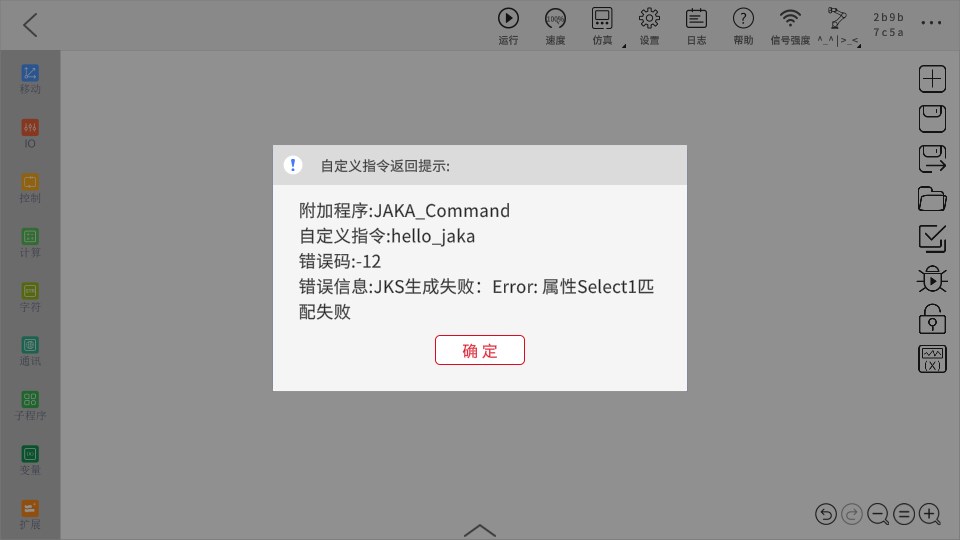 100%
2b9b
7c5a
运行
速度
仿真
设置
日志
帮助
信号强度
^_^|>_<
移动
IO
控制
计算
字符
通讯
子程序
变量
扩展
自定义指令返回提示:
附加程序:JAKA_Command
自定义指令:hello_jaka
错误码:-12
错误信息:JKS生成失败：Error: 属性Select1匹
配失败
确 定
(X)